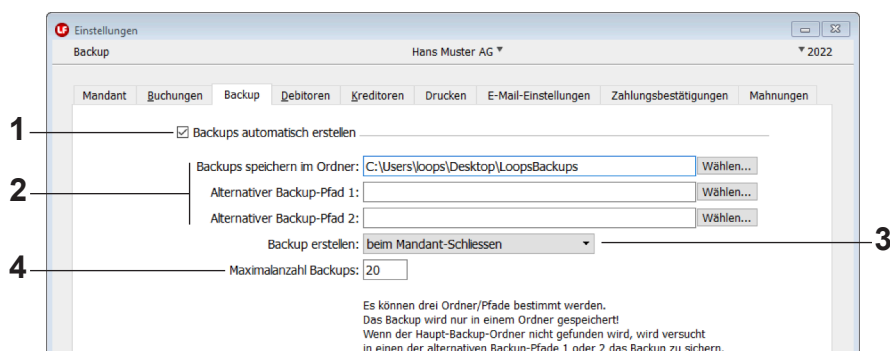 LF Einstellungen
Backup Hans Muster AG ▼ ▼ 2022
Mandant Buchungen Backup Debitoren Kreditoren Drucken E-Mail-Einstellungen Zahlungsbestätigungen Mahnungen
1 Backups automatisch erstellen
Backups speichern im Ordner: C:\Users\loops\Desktop\LoopsBackups Wählen...
2 Alternativer Backup-Pfad 1: Wählen...
Alternativer Backup-Pfad 2: Wählen...
Backup erstellen: beim Mandant-Schliessen 3
4 Maximalanzahl Backups: 20
Es können drei Ordner/Pfade bestimmt werden.
Das Backup wird nur in einem Ordner gespeichert!
Wenn der Haupt-Backup-Ordner nicht gefunden wird, wird versucht
in einen der alternativen Backup-Pfade 1 oder 2 das Backup zu sichern.